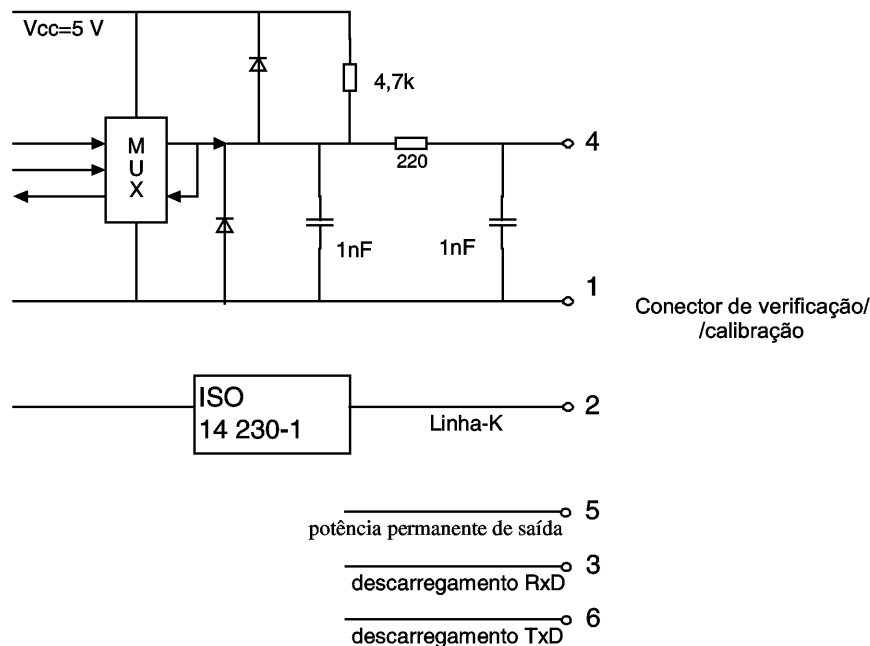 Vcc=5 V
4,7k
M
U
X
4
220
1nF
1nF
1
Conector de verificação/
/calibração
ISO
14 230-1
2
Linha-K
5
potência permanente de saída
3
descarregamento RxD
6
descarregamento TxD